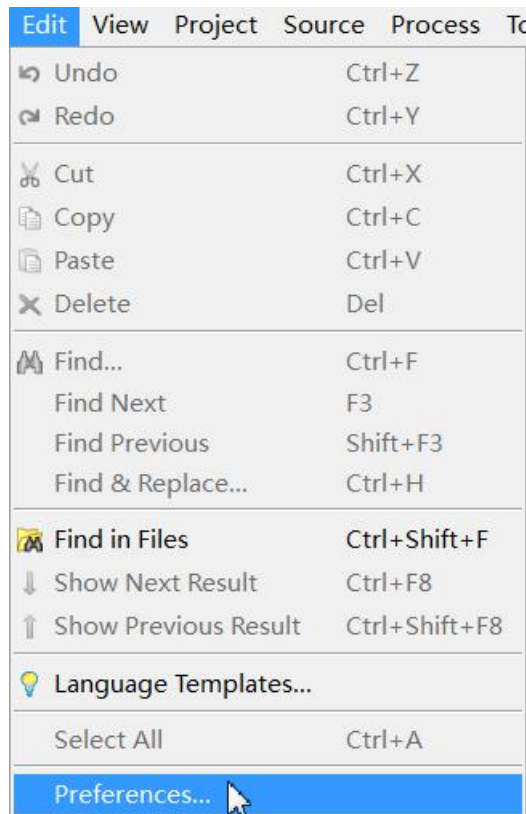 Edit View Project Source Process
Undo Ctrl+Z
Redo Ctrl+Y
Cut Ctrl+X
Copy Ctrl+C
Paste Ctrl+V
Delete Del
Find... Ctrl+F
Find Next F3
Find Previous Shift+F3
Find & Replace... Ctrl+H
Find in Files Ctrl+Shift+F
Show Next Result Ctrl+F8
Show Previous Result Ctrl+Shift+F8
Language Templates...
Select All Ctrl+A
Preferences...